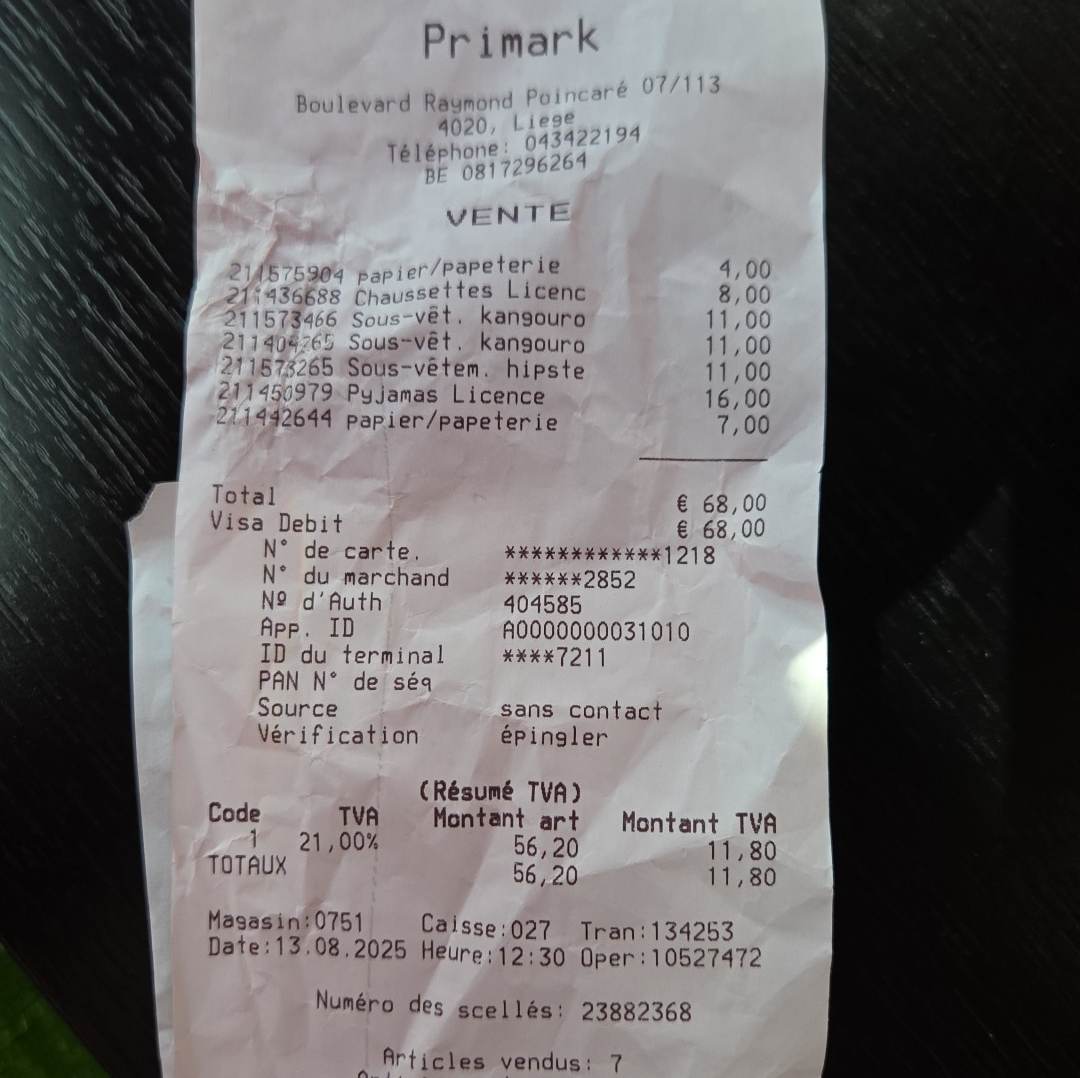 Primark
Boulevard Raymond Poincaré 07/113
4020, Liege
Téléphone: 043422194
BE 0817296264
VENTE
211575904 papier/papeterie 4,00
211436688 Chaussettes Licenc 8,00
211573466 Sous-vêt. kangouro 11,00
211404265 Sous-vêt. kangouro 11,00
211573265 Sous-vêtem. hipste 11,00
211450979 Pyjamas Licence 16,00
211442644 papier/papeterie 7,00
Total € 68,00
Visa Debit € 68,00
N° de carte. ************1218
N° du marchand ******2852
Nº d'Auth 404585
App. ID A0000000031010
ID du terminal ****7211
PAN N° de séq
Source sans contact
Vérification épingler
(Résumé TVA)
Code TVA Montant art Montant TVA
1 21,00% 56,20 11,80
TOTAUX 56,20 11,80
Magasin:0751 Caisse:027 Tran:134253
Date:13.08.2025 Heure:12:30 Oper:10527472
Numéro des scellés: 23882368
Articles vendus: 7